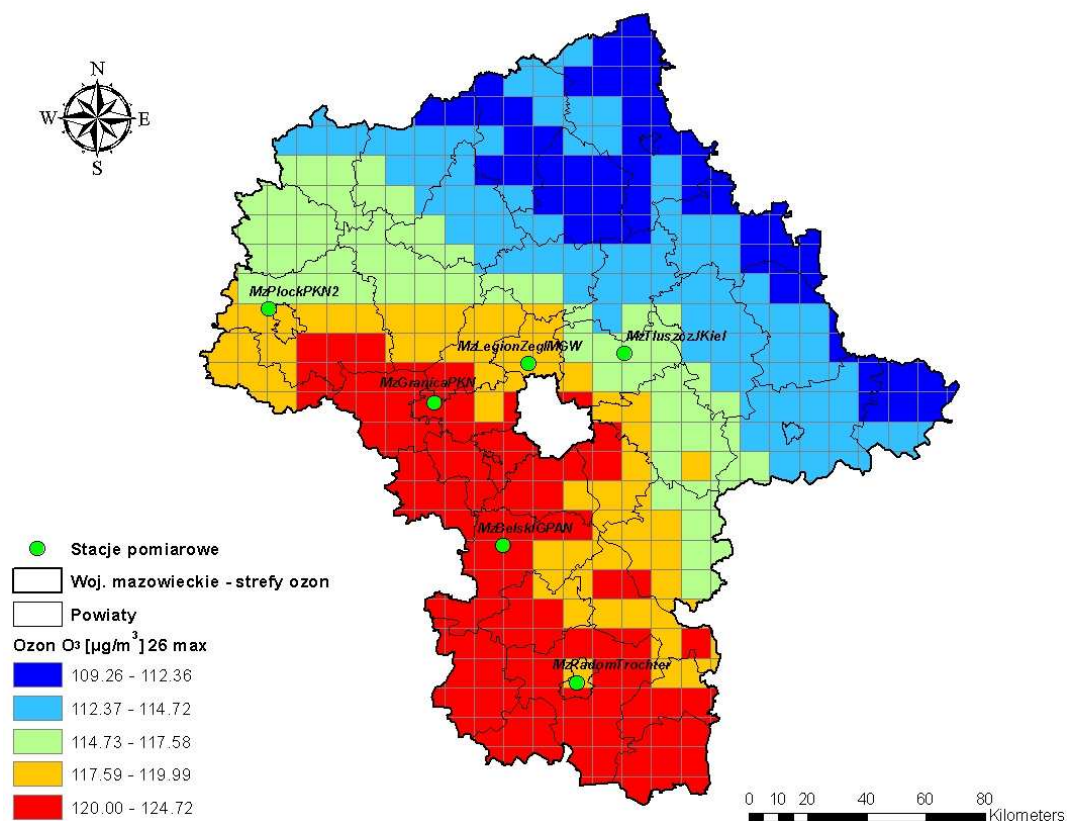 N
W E
S
MzPlockPKN2
MzTluszczJKiel
MzLegionZegIMGW
MzGranicaPKN
MzBelskIGPAN
MzRadomTrochter
Stacje pomiarowe
Woj. mazowieckie - strefy ozon
Powiaty
Ozon O3 [µg/m³] 26 max
109.26 - 112.36
112.37 - 114.72
114.73 - 117.58
117.59 - 119.99
120.00 - 124.72
0 10 20 40 60 80
Kilometers